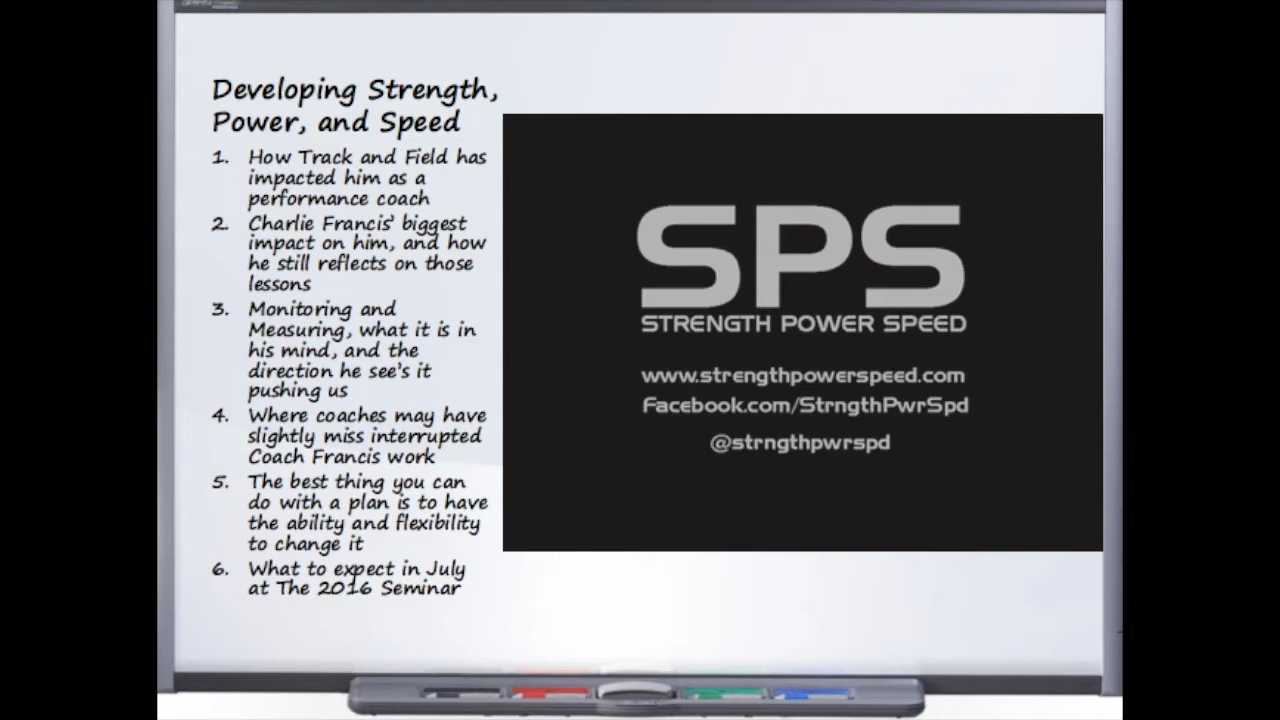 Developing Strength,
Power, and Speed
1. How Track and Field has
impacted him as a
performance coach
2. Charlie Francis' biggest
impact on him, and how
he still reflects on those
lessons
3. Monitoring and
Measuring, what it is in
his mind, and the
direction he see's it
pushing us
4. Where coaches may have
slightly miss interrupted
Coach Francis work
5. The best thing you can
do with a plan is to have
the ability and flexibility
to change it
6. What to expect in July
at The 2016 Seminar
SPS
STRENGTH POWER SPEED
www.strengthpowerspeed.com
Facebook.com/StrngthPwrSpd
@strngthpwrspd